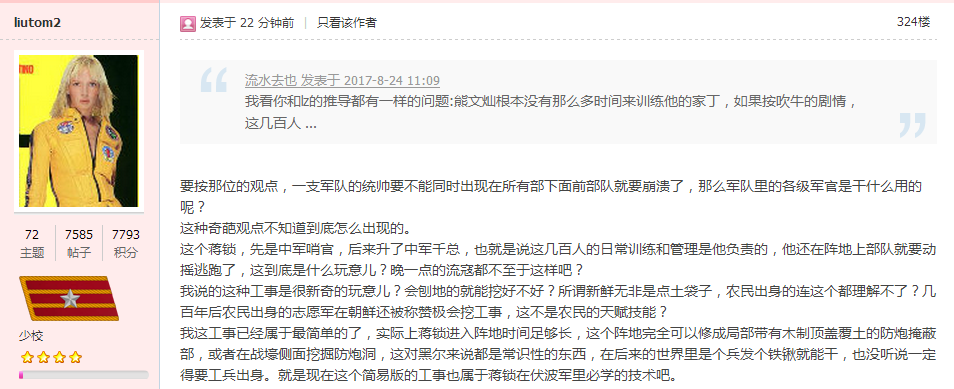 liutom2
发表于 22 分钟前 | 只看该作者
324楼
流水去也 发表于 2017-8-24 11:09
我看你和lz的推导都有一样的问题:熊文灿根本没有那么多时间来训练他的家丁，如果按吹牛的剧情，
这几百人 ...
要按那位的观点，一支军队的统帅要不能同时出现在所有部下面前部队就要崩溃了，那么军队里的各级军官是干什么用的
呢？
这种奇葩观点不知道到底怎么出现的。
这个蒋锁，先是中军哨官，后来升了中军千总，也就是说这几百人的日常训练和管理是他负责的，他还在阵地上部队就要动
摇逃跑了，这到底是什么玩意儿？晚一点的流寇都不至于这样吧？
我说的这种工事是很新奇的玩意儿？会刨地的就能挖好不好？所谓新鲜无非是点土袋子，农民出身的连这个都理解不了？几
百年后农民出身的志愿军在朝鲜还被称赞极会挖工事，这不是农民的天赋技能？
我这工事已经属于最简单的了，实际上蒋锁进入阵地时间足够长，这个阵地完全可以修成局部带有木制顶盖覆土的防炮掩蔽
部，或者在战壕侧面挖掘防炮洞，这对黑尔来说都是常识性的东西，在后来的世界里是个兵发个铁锹就能干，也没听说一定
得要工兵出身。就是现在这个简易版的工事也属于蒋锁在伏波军里必学的技术吧。
72 7585 7793
主题 帖子 积分
少校